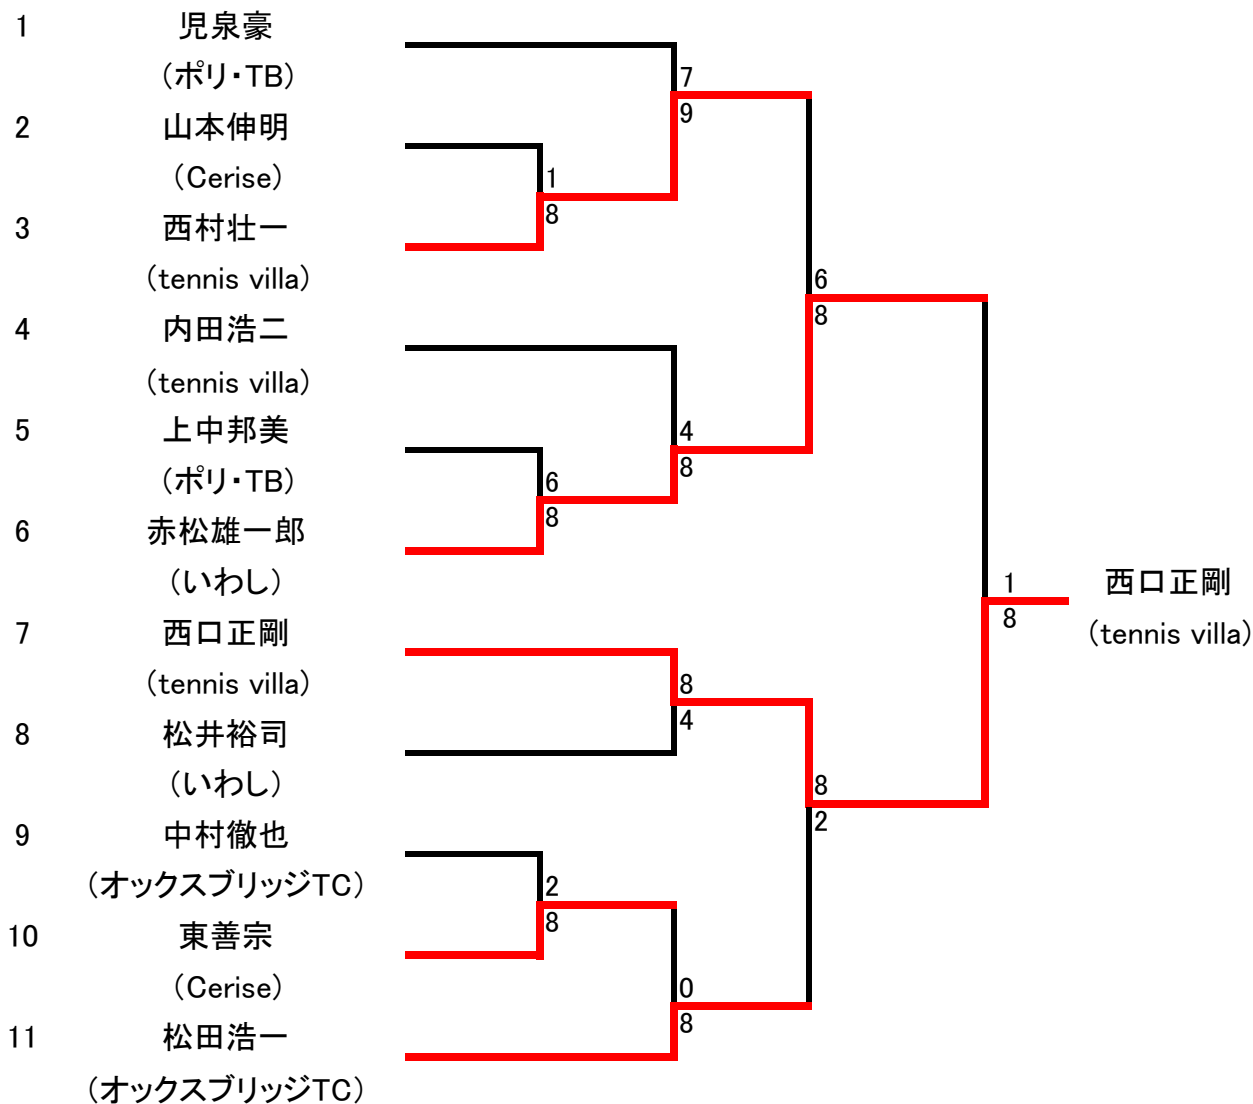 1 児泉豪
(ポリ・TB)
7
9
2 山本伸明
(Cerise)
1
8
3 西村壮一
(tennis villa)
6
8
4 内田浩二
(tennis villa)
5 上中邦美
4
8
(ポリ・TB)
6
8
6 赤松雄一郎
(いわし)
1
8
西口正剛
(tennis villa)
7 西口正剛
(tennis villa)
8
4
8 松井裕司
(いわし)
8
2
9 中村徹也
(オックスブリッジTC)
2
8
10 東善宗
(Cerise)
0
8
11 松田浩一
(オックスブリッジTC)